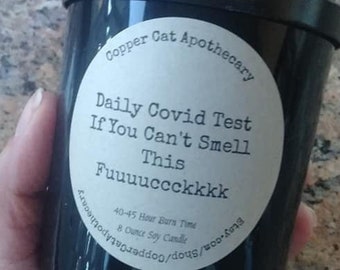 Copper Cat Apothecary
Daily Covid Test
If You Can't Smell
This
Fuuuuccckkkk
40-45 Hour Burn Time
8 Ounce Soy Candle
Etsy.com/Shop/CopperCatApothecary